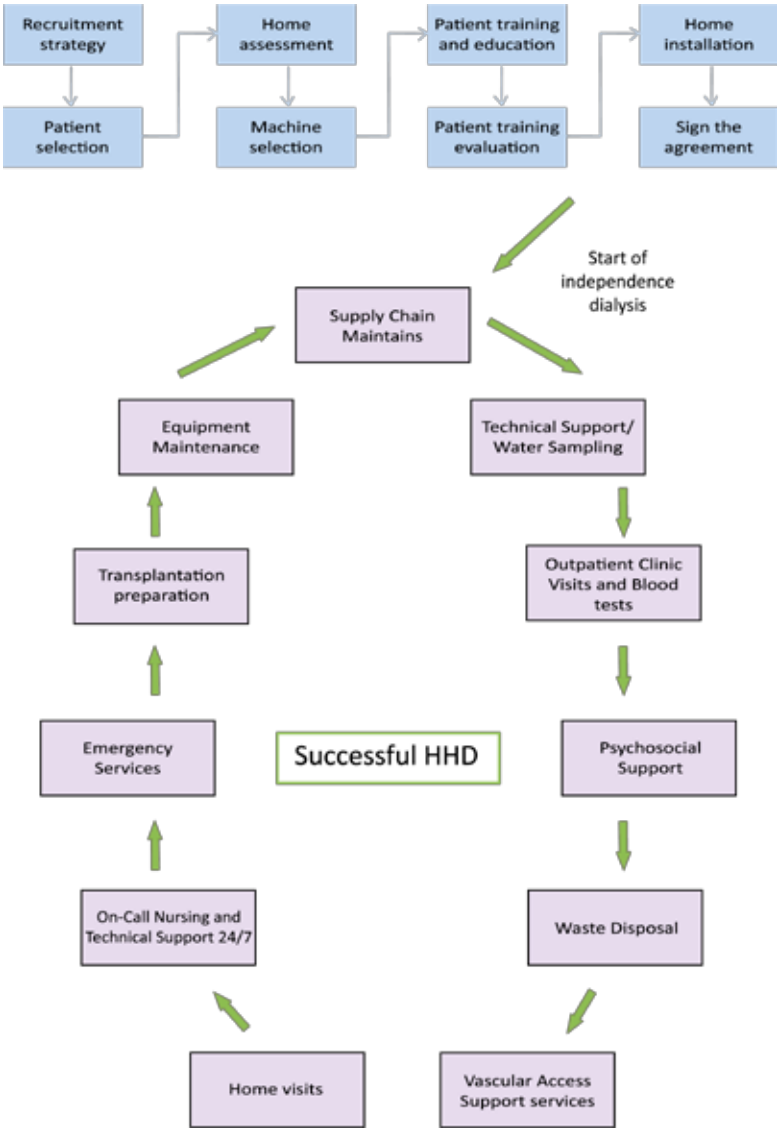 Recruitment
strategy
Patient
selection
Home
assessment
Machine
selection
Patient training
and education
Patient training
evaluation
Home
installation
Sign the
agreement
Start of
independence
dialysis
Supply Chain
Maintains
Technical Support/
Water Sampling
Outpatient Clinic
Visits and Blood
tests
Psychosocial
Support
Waste Disposal
Vascular Access
Support services
Home visits
On-Call Nursing and
Technical Support 24/7
Emergency
Services
Transplantation
preparation
Equipment
Maintenance
Successful HHD